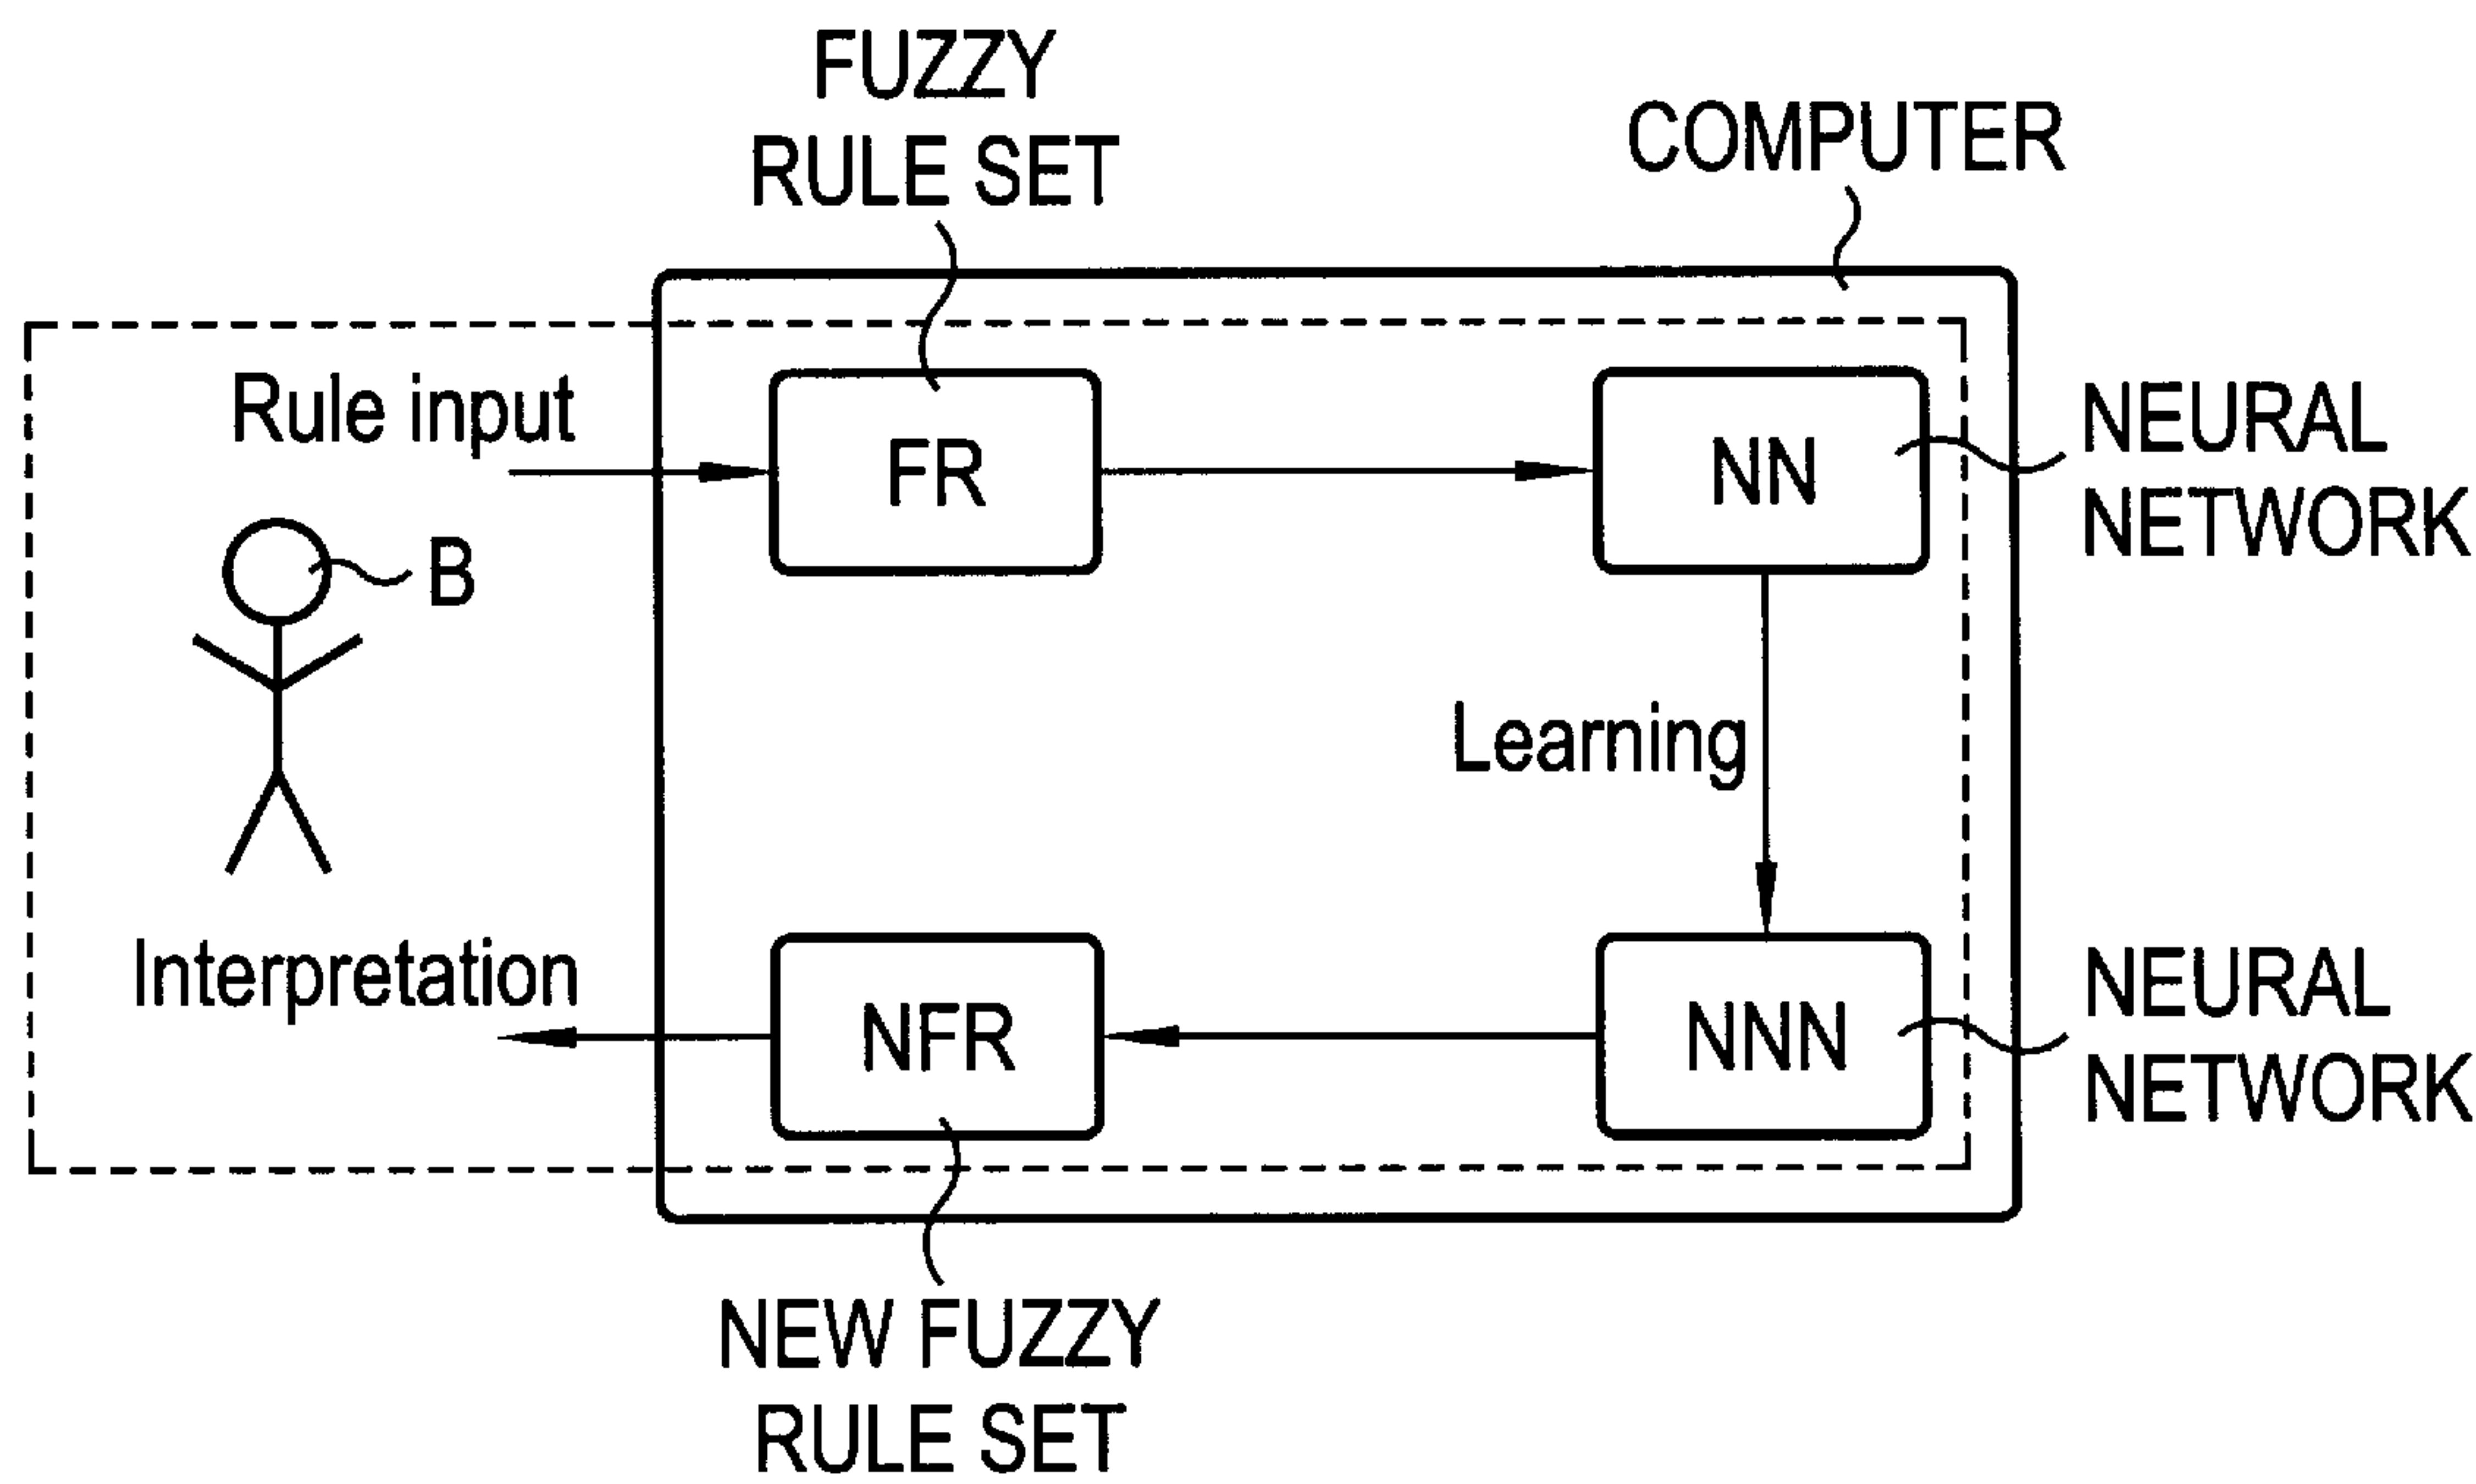 FUZZY
RULE SET
COMPUTER
Rule input
FR
NN
NEURAL
NETWORK
B
Learning
Interpretation
NFR
NNN
NEURAL
NETWORK
NEW FUZZY
RULE SET